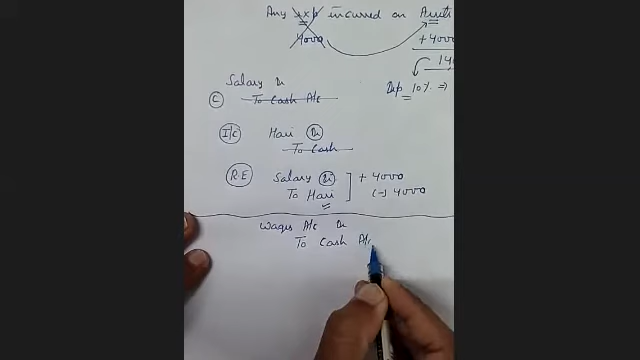 Any exp incurred on Assets
4000
+4000
140
Dep. 10% ⇒
Salary Dr
C To Cash A/c
I/c Hari Dr
To Cash
R.E Salary Dr + 4000
To Hari (-) 4000
Wages A/c Dr
To Cash A/c